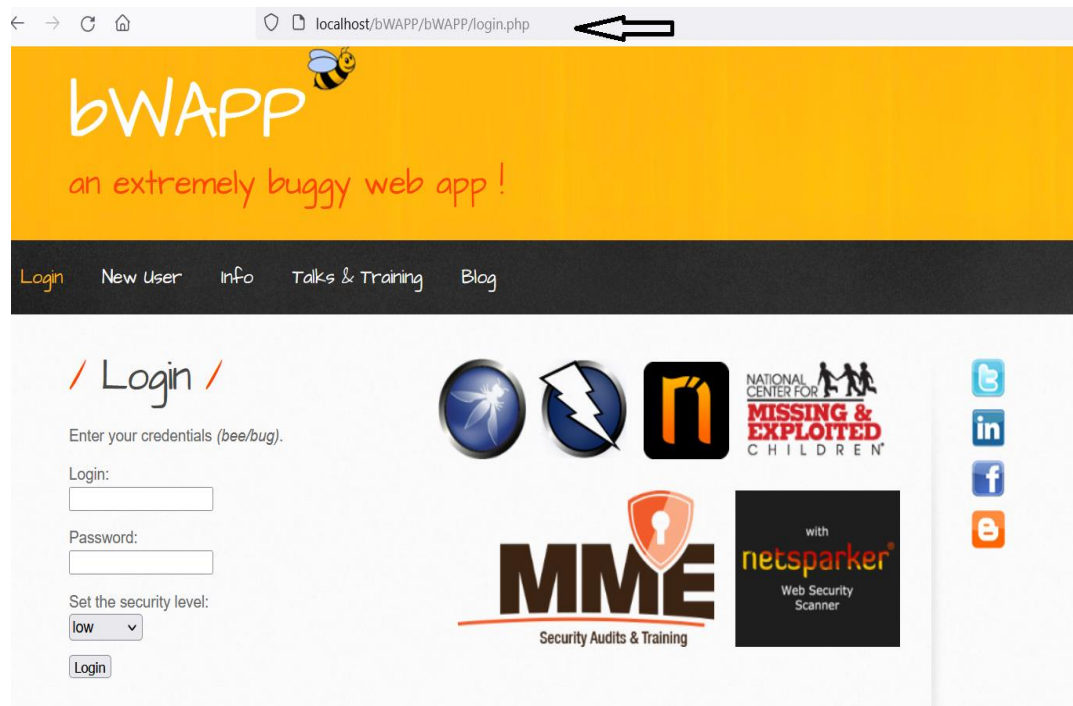 localhost/bWAPP/bWAPP/login.php
bWAPP
an extremely buggy web app !
Login New User Info Talks & Training Blog
/ Login /
Enter your credentials (bee/bug).
Login:
Password:
Set the security level:
low
Login
n
NATIONAL
CENTER FOR
MISSING &
EXPLOITED
CHILDREN®
MME
Security Audits & Training
with
netsparker®
Web Security
Scanner
t
in
f
B